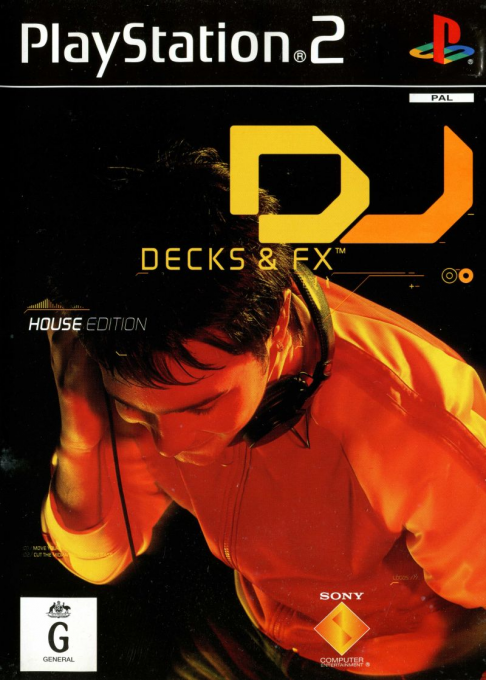 PlayStation®2
PAL
DJ
DECKS & FX™
HOUSE EDITION
SONY
COMPUTER
ENTERTAINMENT®
G
GENERAL